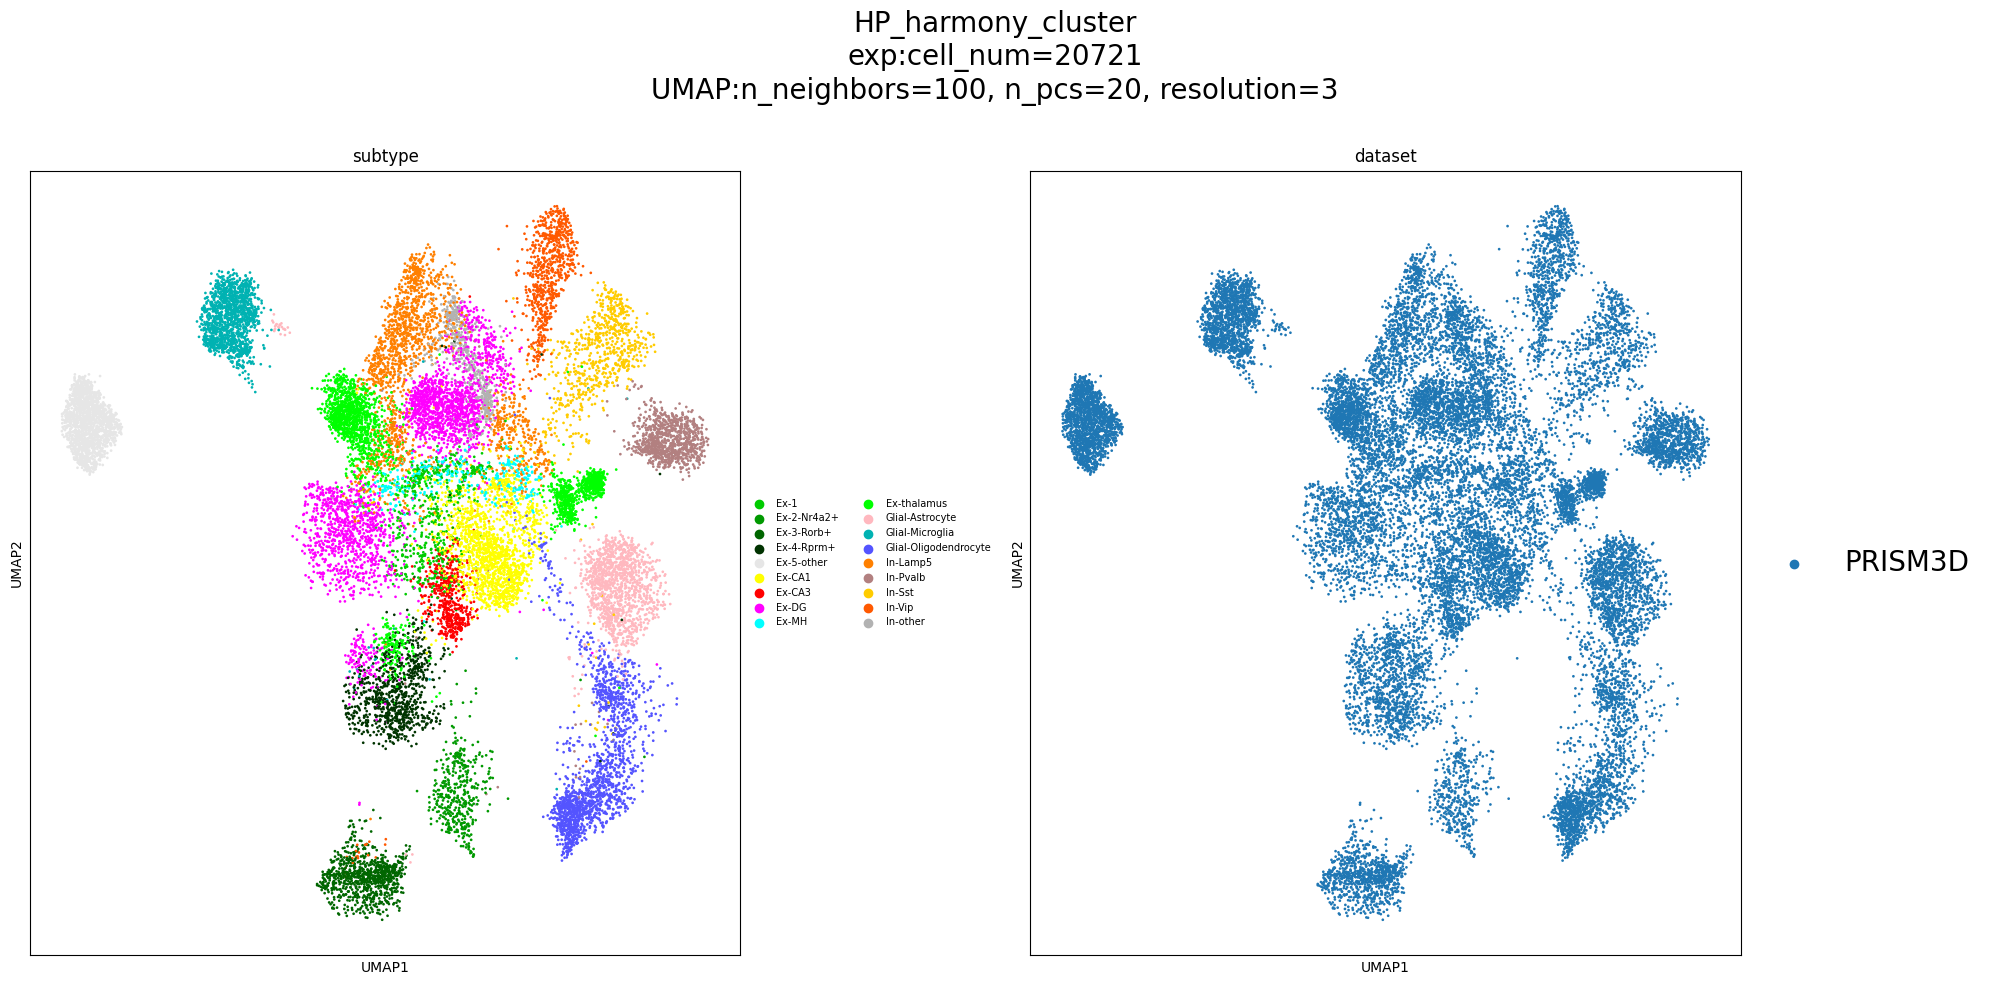 HP_harmony_cluster
exp:cell_num=20721
UMAP:n_neighbors=100, n_pcs=20, resolution=3
subtype
UMAP2
UMAP1
Ex-1
Ex-2-Nr4a2+
Ex-3-Rorb+
Ex-4-Rprm+
Ex-5-other
Ex-CA1
Ex-CA3
Ex-DG
Ex-MH
Ex-thalamus
Glial-Astrocyte
Glial-Microglia
Glial-Oligodendrocyte
In-Lamp5
In-Pvalb
In-Sst
In-Vip
In-other
dataset
UMAP2
UMAP1
PRISM3D